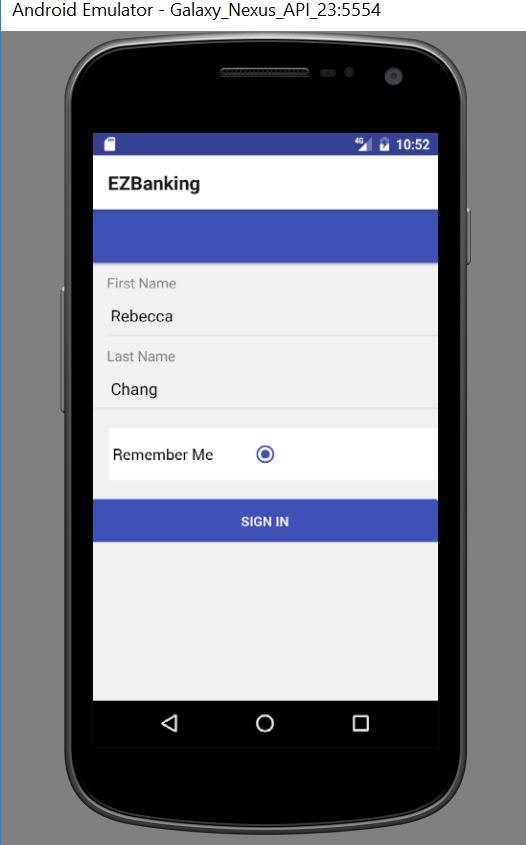 Android Emulator - Galaxy_Nexus_API_23:5554
4G 10:52
EZBanking
First Name
Rebecca
Last Name
Chang
Remember Me
SIGN IN